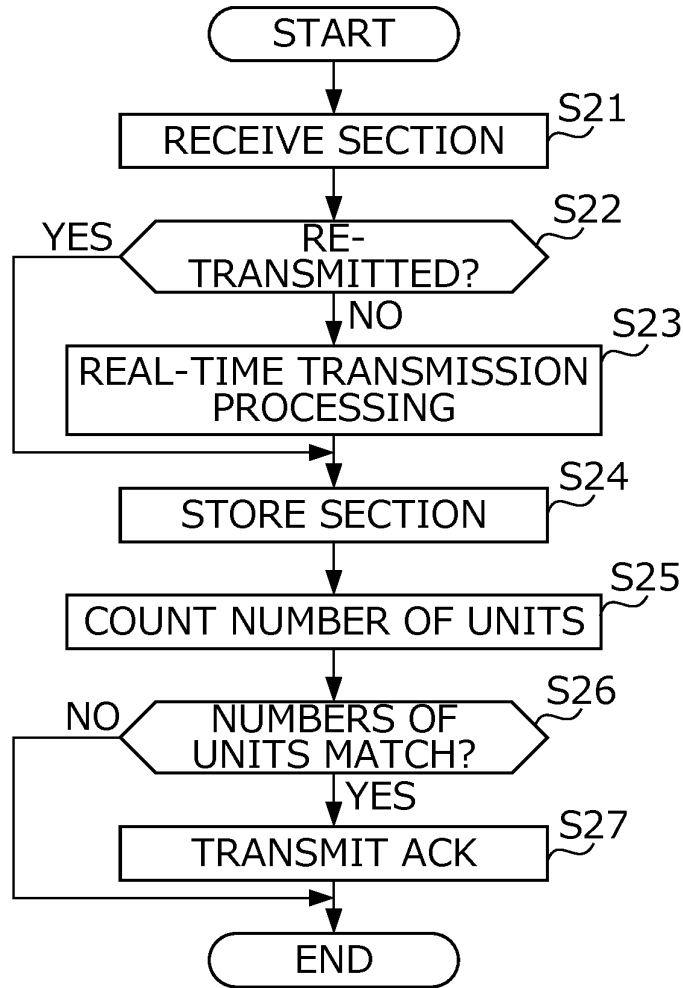 START
S21
RECEIVE SECTION
S22
YES
RE-
TRANSMITTED?
NO
S23
REAL-TIME TRANSMISSION
PROCESSING
S24
STORE SECTION
S25
COUNT NUMBER OF UNITS
S26
NO
NUMBERS OF
UNITS MATCH?
YES
S27
TRANSMIT ACK
END